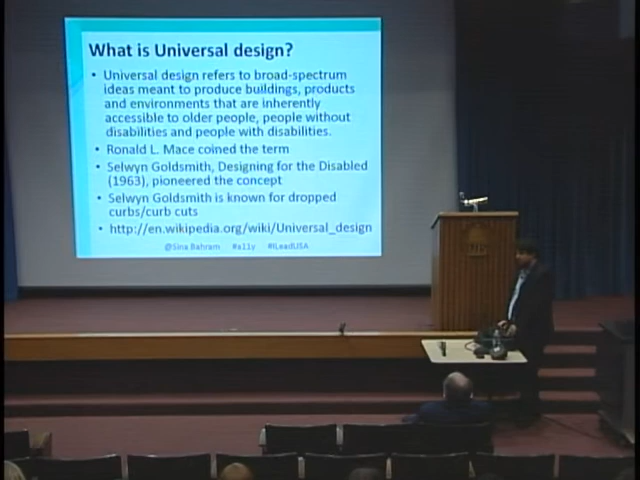 What is Universal design?
• Universal design refers to broad-spectrum
ideas meant to produce buildings, products
and environments that are inherently
accessible to older people, people without
disabilities and people with disabilities.
• Ronald L. Mace coined the term
• Selwyn Goldsmith, Designing for the Disabled
(1963), pioneered the concept
• Selwyn Goldsmith is known for dropped
curbs/curb cuts
• http://en.wikipedia.org/wiki/Universal_design
@Sina Bahram #a11y #ILeadUSA